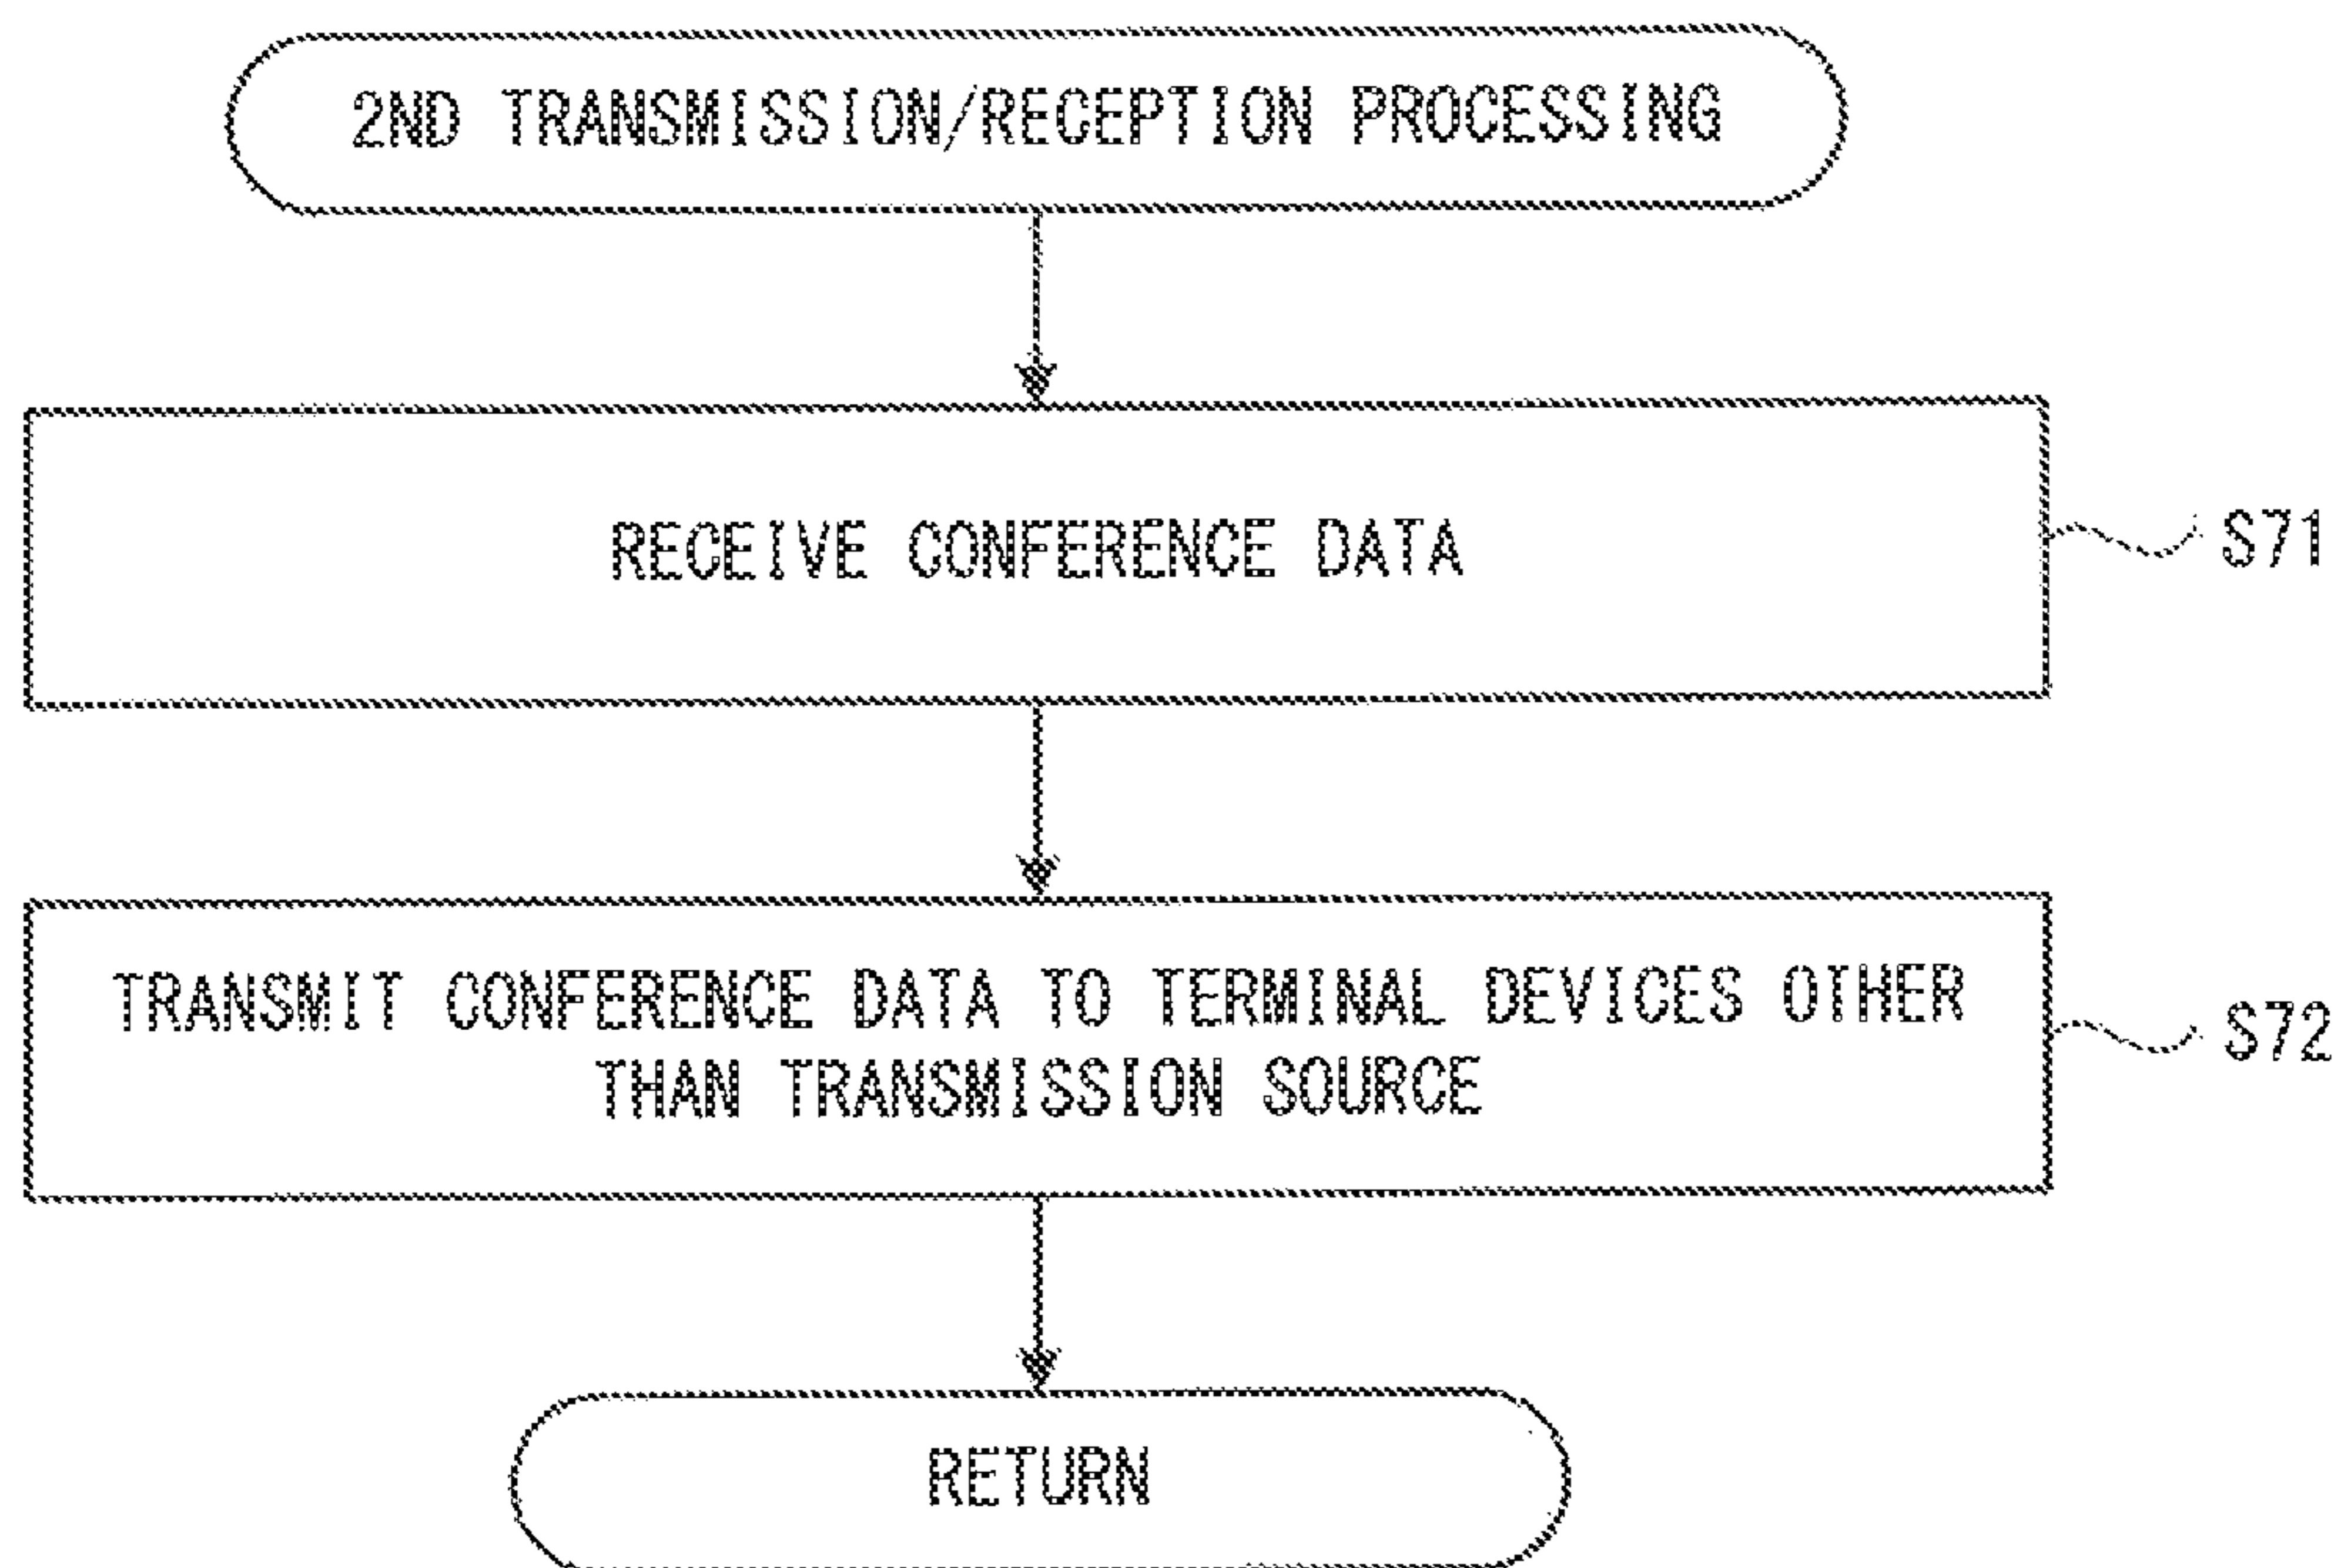 2ND TRANSMISSION/RECEPTION PROCESSING
RECEIVE CONFERENCE DATA
S71
TRANSMIT CONFERENCE DATA TO TERMINAL DEVICES OTHER
THAN TRANSMISSION SOURCE
S72
RETURN